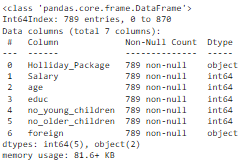 <class 'pandas.core.frame.DataFrame'>
Int64Index: 789 entries, 0 to 870
Data columns (total 7 columns):
 #   Column             Non-Null Count  Dtype
---  ------             --------------  -----
 0   Holliday_Package   789 non-null    object
 1   Salary             789 non-null    int64
 2   age                789 non-null    int64
 3   educ               789 non-null    int64
 4   no_young_children  789 non-null    int64
 5   no_older_children  789 non-null    int64
 6   foreign            789 non-null    object
dtypes: int64(5), object(2)
memory usage: 81.6+ KB